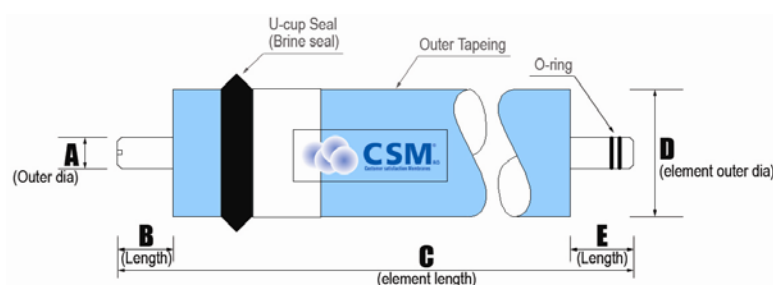 U-cup Seal
(Brine seal)
Outer Tapeing
O-ring
A
(Outer dia)
CSM
D
(element outer dia)
B
(Length)
E
(Length)
C
(element length)